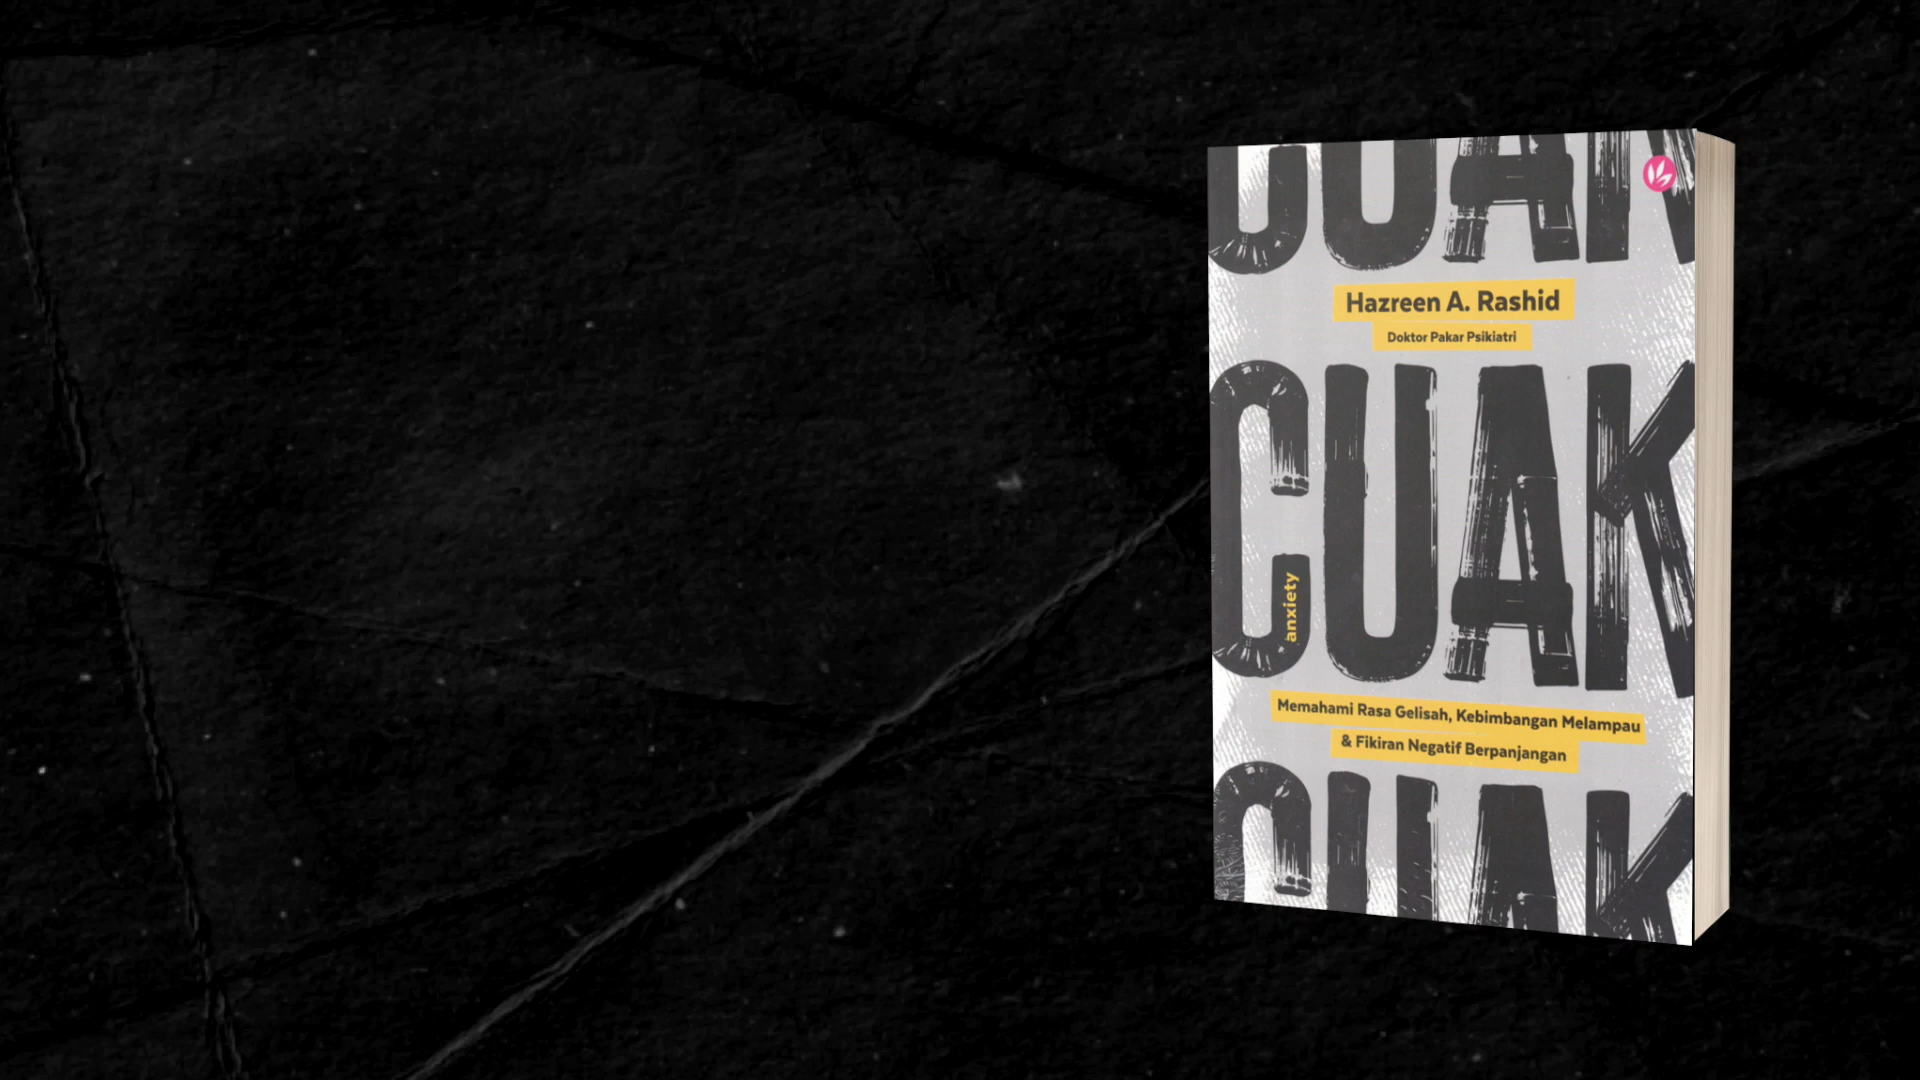 CUAK
Hazreen A. Rashid
Doktor Pakar Psikiatri
CUAK
anxiety
Memahami Rasa Gelisah, Kebimbangan Melampau
& Fikiran Negatif Berpanjangan
CUAK